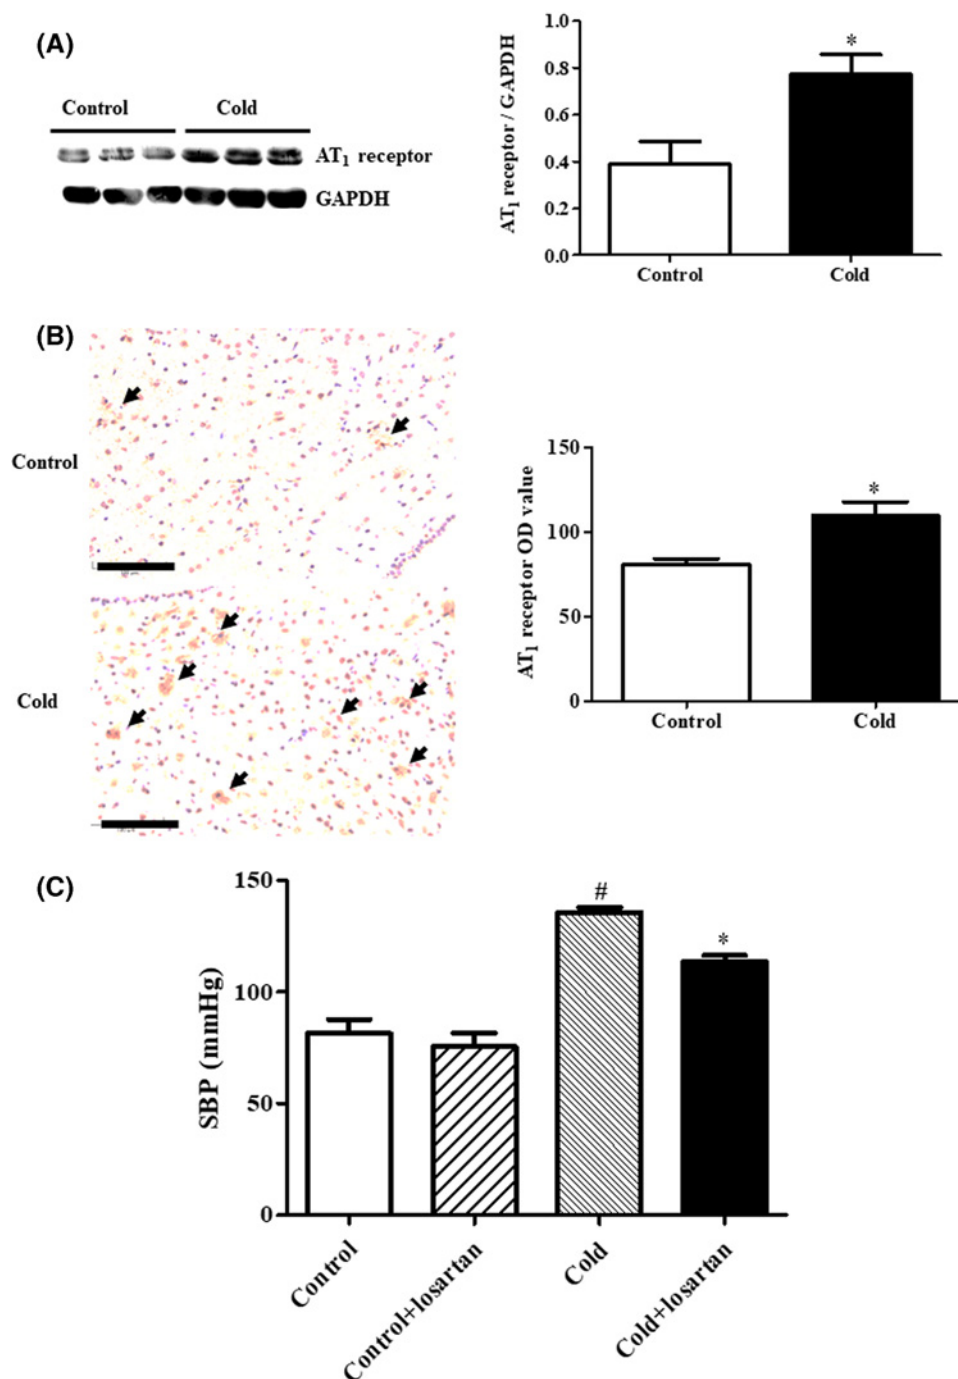 (A)
Control Cold
AT₁ receptor
GAPDH
AT₁ receptor / GAPDH
1.0
0.8
0.6
0.4
0.2
0.0
*
Control Cold
(B)
Control
Cold
AT₁ receptor OD value
150
100
50
0
*
Control Cold
(C)
SBP (mmHg)
150
100
50
0
#
*
Control
Control+losartan
Cold
Cold+losartan